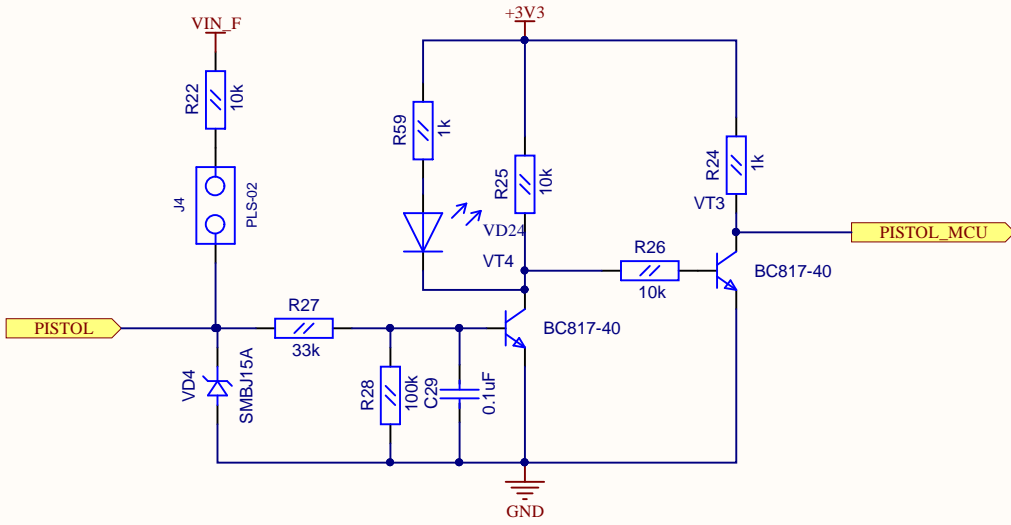 VIN_F
+3V3
R22
10k
R59
1k
R25
10k
R24
1k
J4
PLS-02
VT3
VD24
VT4
PISTOL_MCU
R26
10k
BC817-40
PISTOL
R27
33k
BC817-40
VD4
SMBJ15A
R28
100k
C29
0.1uF
GND